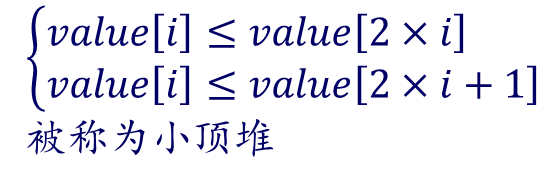 value[i] ≤ value[2 × i]
value[i] ≤ value[2 × i + 1]
被称为小顶堆